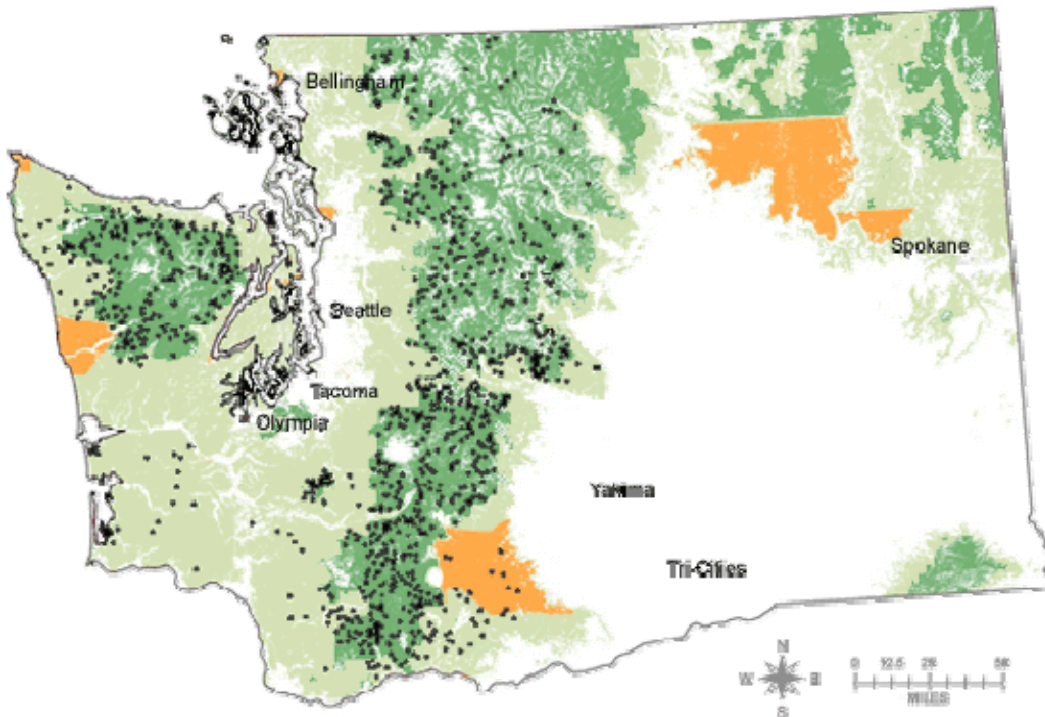 Bellingham
Spokane
Seattle
Tacoma
Olympia
Yakima
Tri-Cities
N
W E
S
0 12.5 25 50
MILES